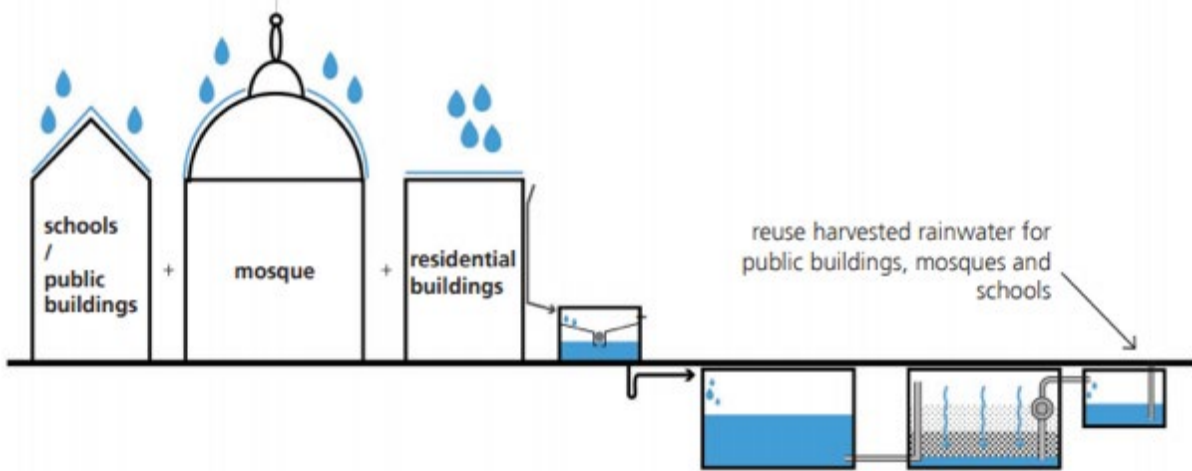 schools
/
public
buildings
+
mosque
+
residential
buildings
reuse harvested rainwater for
public buildings, mosques and
schools